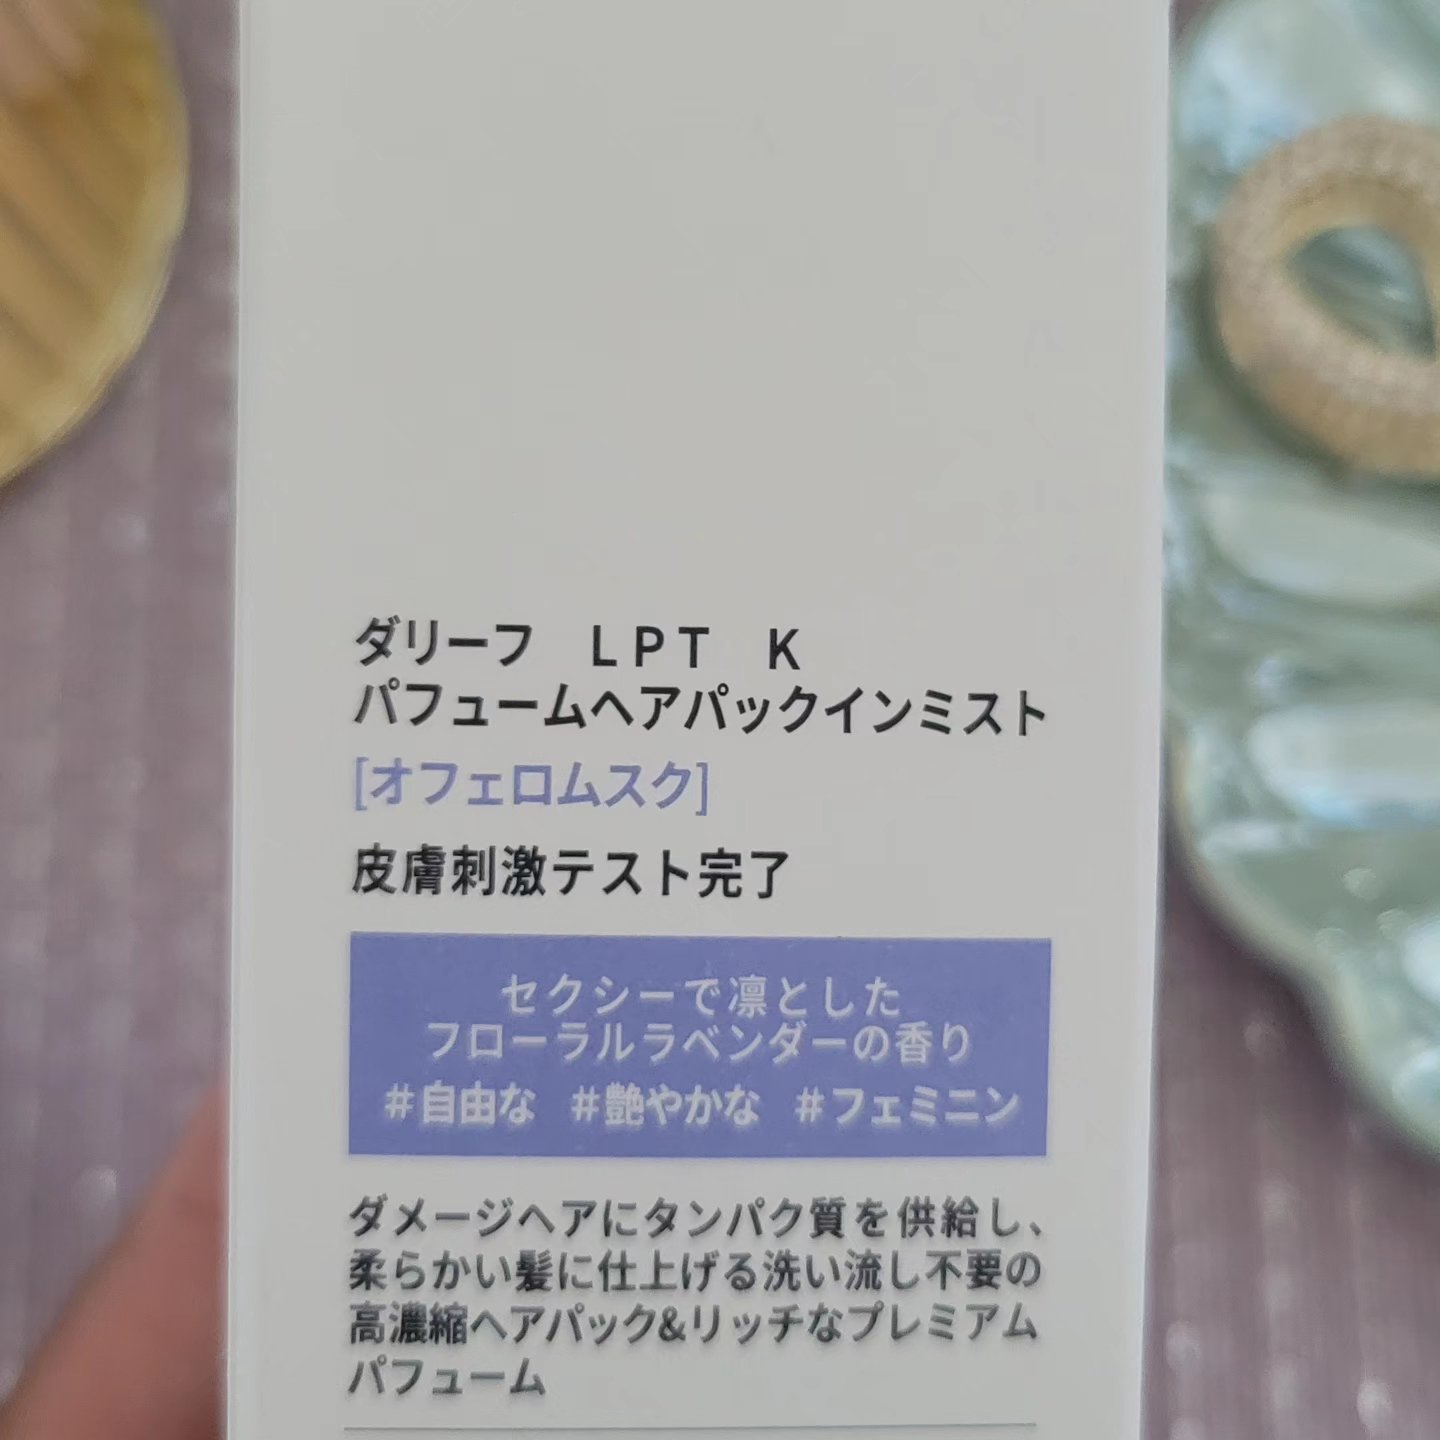 ダリーフ　LPT　K
パフュームヘアパックインミスト
[オフェロムスク]
皮膚刺激テスト完了
セクシーで凛とした
フローラルラベンダーの香り
#自由な #艶やかな #フェミニン
ダメージヘアにタンパク質を供給し、
柔らかい髪に仕上げる洗い流し不要の
高濃縮ヘアパック&リッチなプレミアム
パフューム